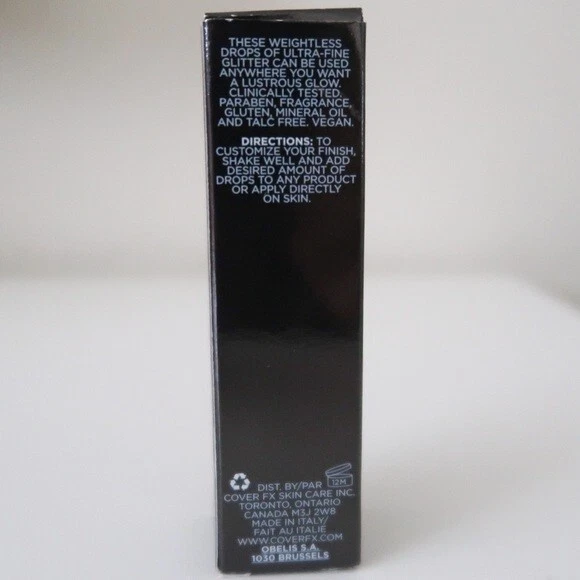 THESE WEIGHTLESS
DROPS OF ULTRA-FINE
GLITTER CAN BE USED
ANYWHERE YOU WANT
A LUSTROUS GLOW.
CLINICALLY TESTED.
PARABEN, FRAGRANCE,
GLUTEN, MINERAL OIL
AND TALC FREE. VEGAN.
DIRECTIONS: TO
CUSTOMIZE YOUR FINISH,
SHAKE WELL AND ADD
DESIRED AMOUNT OF
DROPS TO ANY PRODUCT
OR APPLY DIRECTLY
ON SKIN.
12M
DIST. BY/PAR
COVER FX SKIN CARE INC.
TORONTO, ONTARIO
CANADA M3J 2W8
MADE IN ITALY/
FAIT AU ITALIE
WWW.COVERFX.COM
OBELIS S.A.
1030 BRUSSELS